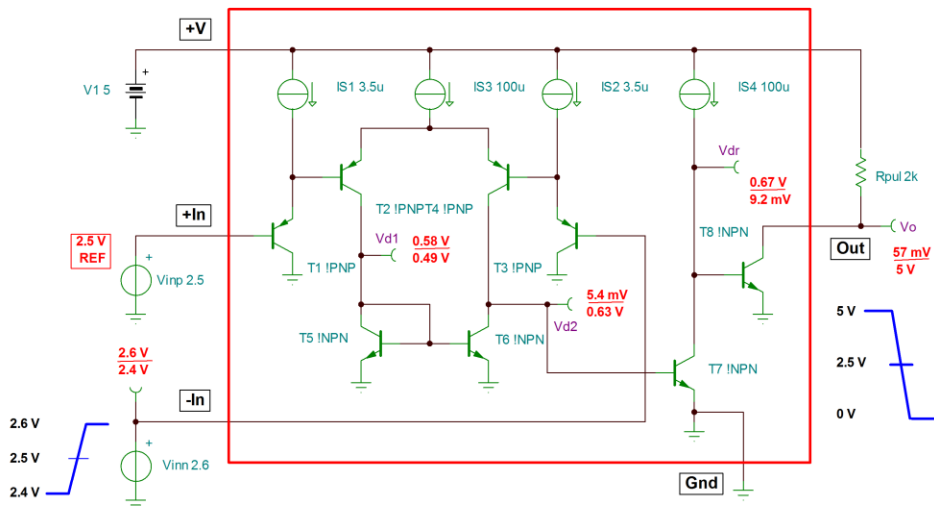 +V
V1 5
IS1 3.5u
IS3 100u
IS2 3.5u
IS4 100u
Vdr
0.67 V
9.2 mV
Rpul 2k
+In
T2 !PNP
T4 !PNP
T8 !NPN
Vo
Out
57 mV
5 V
2.5 V
REF
Vd1
0.58 V
0.49 V
T1 !PNP
T3 !PNP
Vinp 2.5
5.4 mV
0.63 V
Vd2
T5 !NPN
T6 !NPN
T7 !NPN
5 V
2.5 V
0 V
2.6 V
2.4 V
-In
2.6 V
2.5 V
2.4 V
Vinn 2.6
Gnd
+
+
+